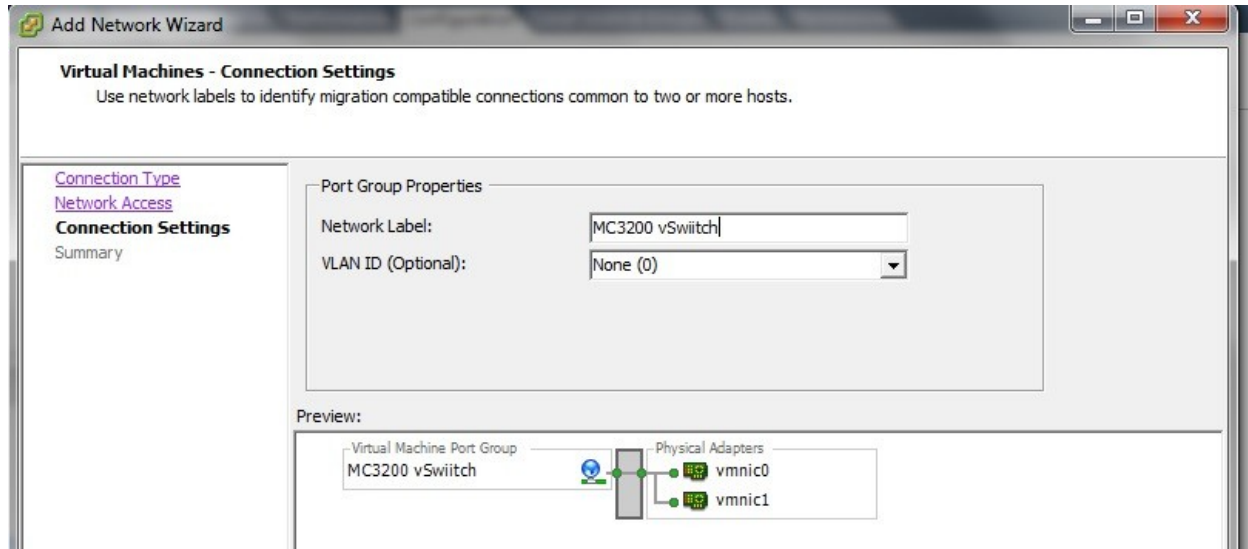 Add Network Wizard
Virtual Machines - Connection Settings
Use network labels to identify migration compatible connections common to two or more hosts.
Connection Type
Network Access
Connection Settings
Summary
Port Group Properties
Network Label: MC3200 vSwiitch
VLAN ID (Optional): None (0)
Preview:
Virtual Machine Port Group
MC3200 vSwiitch
Physical Adapters
vmnic0
vmnic1